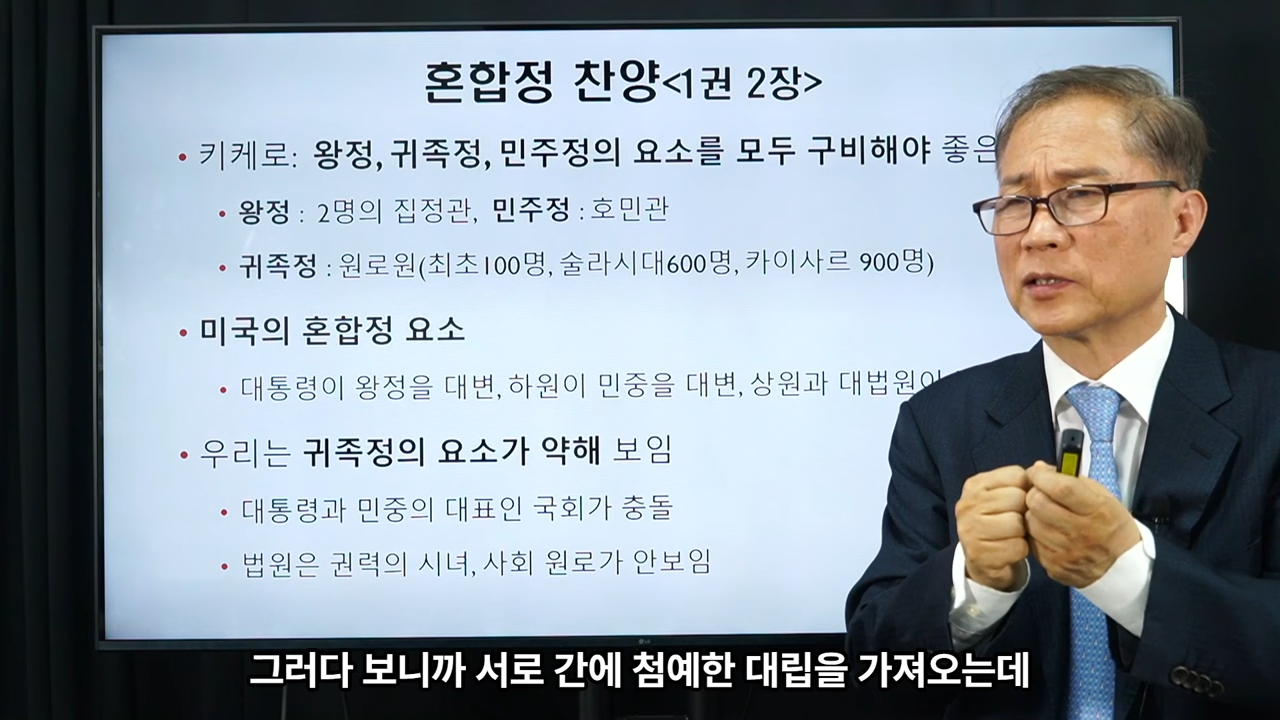 혼합정 찬양<1권 2장>
• 키케로: 왕정, 귀족정, 민주정의 요소를 모두 구비해야 좋은
• 왕정 : 2명의 집정관, 민주정 : 호민관
• 귀족정 : 원로원(최초100명, 술라시대600명, 카이사르 900명)
• 미국의 혼합정 요소
• 대통령이 왕정을 대변, 하원이 민중을 대변, 상원과 대법원이
• 우리는 귀족정의 요소가 약해 보임
• 대통령과 민중의 대표인 국회가 충돌
• 법원은 권력의 시녀, 사회 원로가 안보임
LG
그러다 보니까 서로 간에 첨예한 대립을 가져오는데